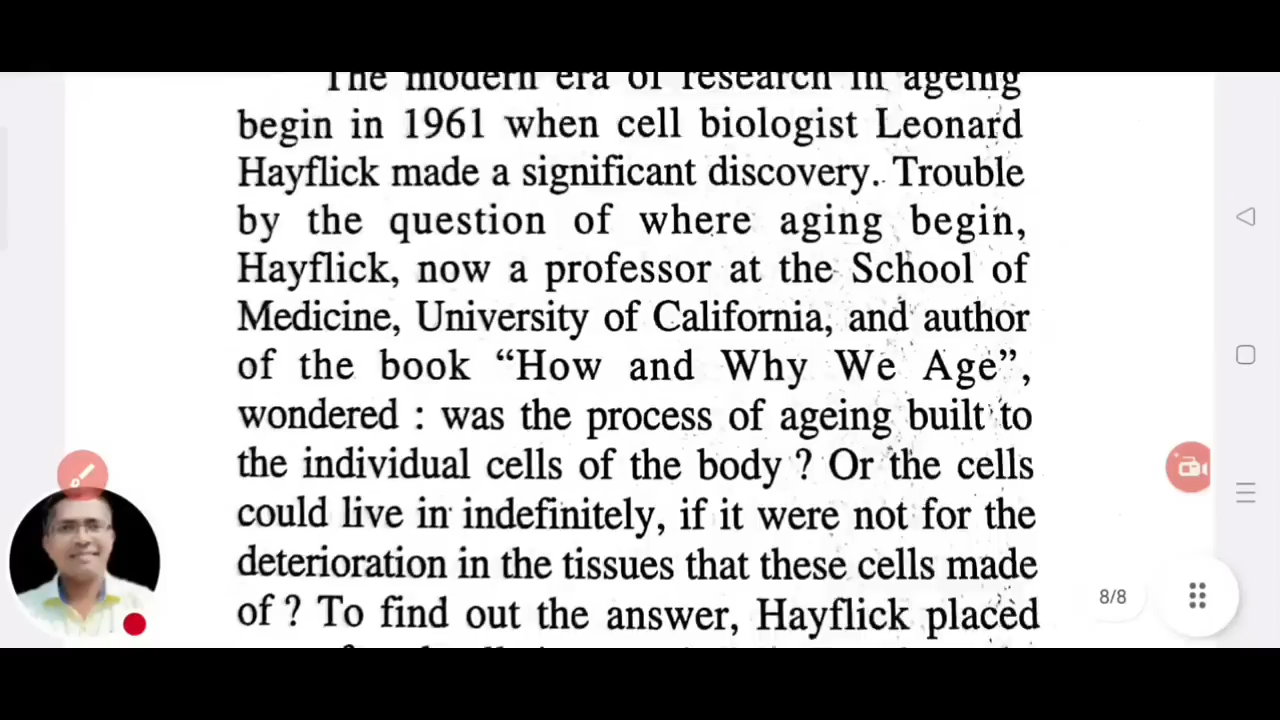 The modern era of research in ageing
begin in 1961 when cell biologist Leonard
Hayflick made a significant discovery. Trouble
by the question of where aging begin,
Hayflick, now a professor at the School of
Medicine, University of California, and author
of the book “How and Why We Age”,
wondered : was the process of ageing built to
the individual cells of the body ? Or the cells
could live in indefinitely, if it were not for the
deterioration in the tissues that these cells made
of ? To find out the answer, Hayflick placed
8/8